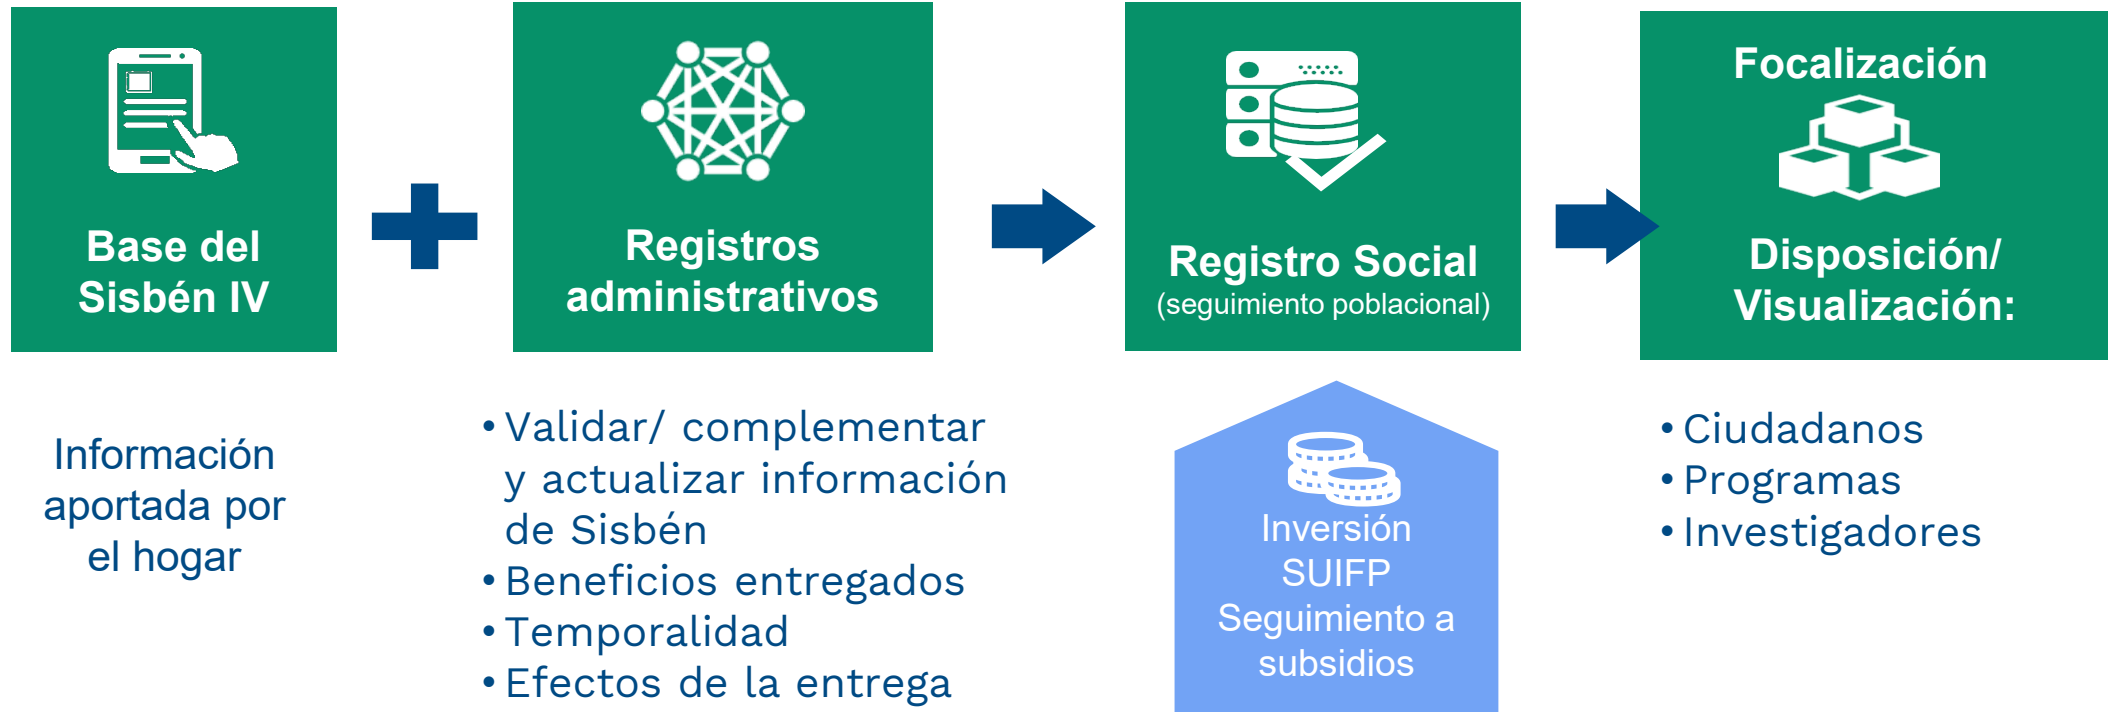 Base del
Sisbén IV
Información
aportada por
el hogar
Registros
administrativos
• Validar/ complementar
y actualizar información
de Sisbén
• Beneficios entregados
• Temporalidad
• Efectos de la entrega
Registro Social
(seguimiento poblacional)
Inversión
SUIFP
Seguimiento a
subsidios
Focalización
Disposición/
Visualización:
• Ciudadanos
• Programas
• Investigadores